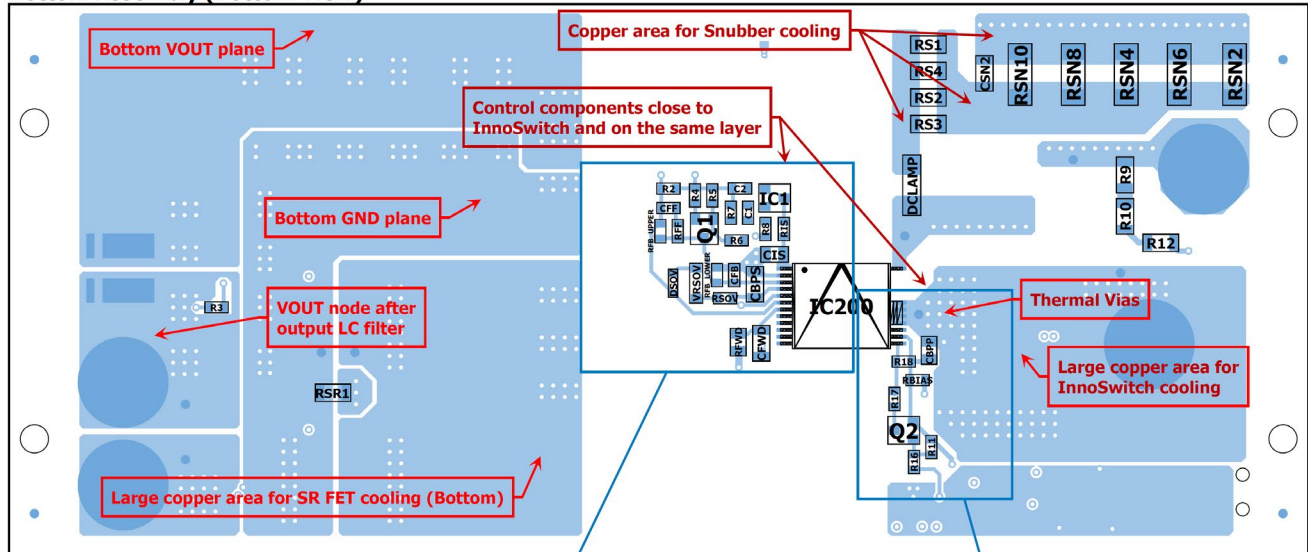 Bottom VOUT plane
Copper area for Snubber cooling
RS1
RS4
RS2
RS3
CSN2
RSN10
RSN8
RSN4
RSN6
RSN2
Control components close to
InnoSwitch and on the same layer
DCLAMP
R9
R10
R12
Bottom GND plane
R2
CFF
RFB_UPPER
RFF
R4
R5
C2
R7
C1
IC1
Q1
R6
R8
RIS
CIS
DSOV
VRSOV
RFB_LOWER
CFB
RSOV
CBPS
IC200
RFWD
CFWD
R3
VOUT node after
output LC filter
Thermal Vias
Large copper area for
InnoSwitch cooling
CBPP
R18
RBIAS
R17
Q2
R16
R11
RSR1
Large copper area for SR FET cooling (Bottom)